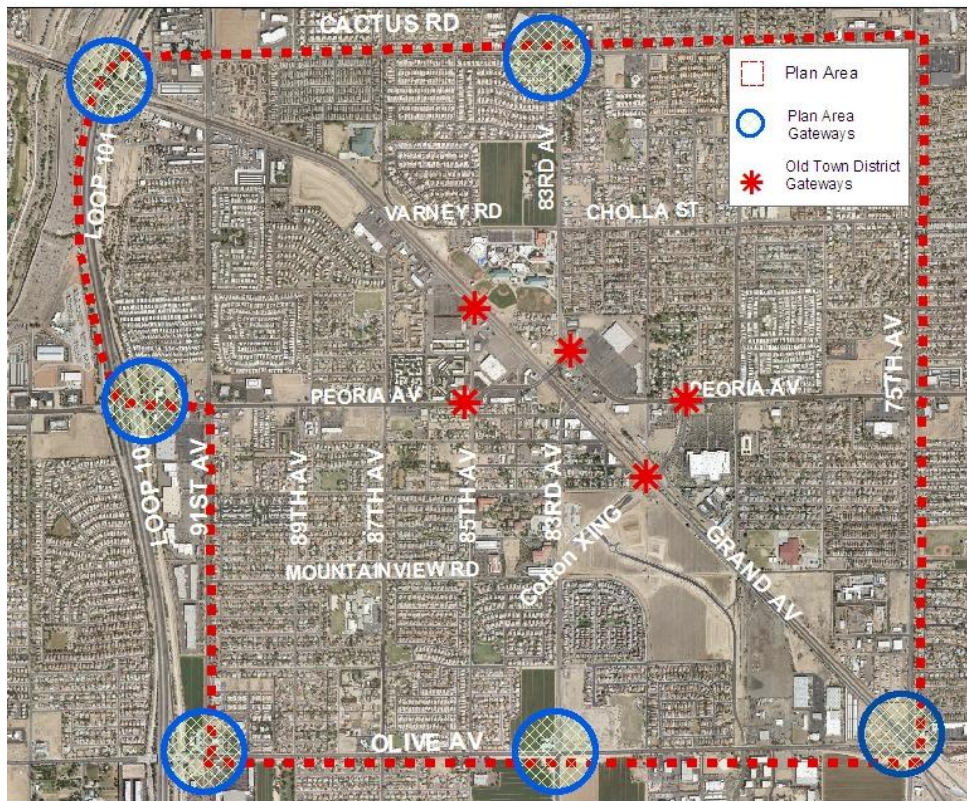 CACTUS RD
Plan Area
Plan Area
Gateways
Old Town District
Gateways
LOOP 101
83RD AV
VARNEY RD
CHOLLA ST
75TH AV
PEORIA AV
PEORIA AV
LOOP 10
91ST AV
89TH AV
87TH AV
85TH AV
83RD AV
Cotton XING
GRAND AV
MOUNTAINVIEW RD
OLIVE AV